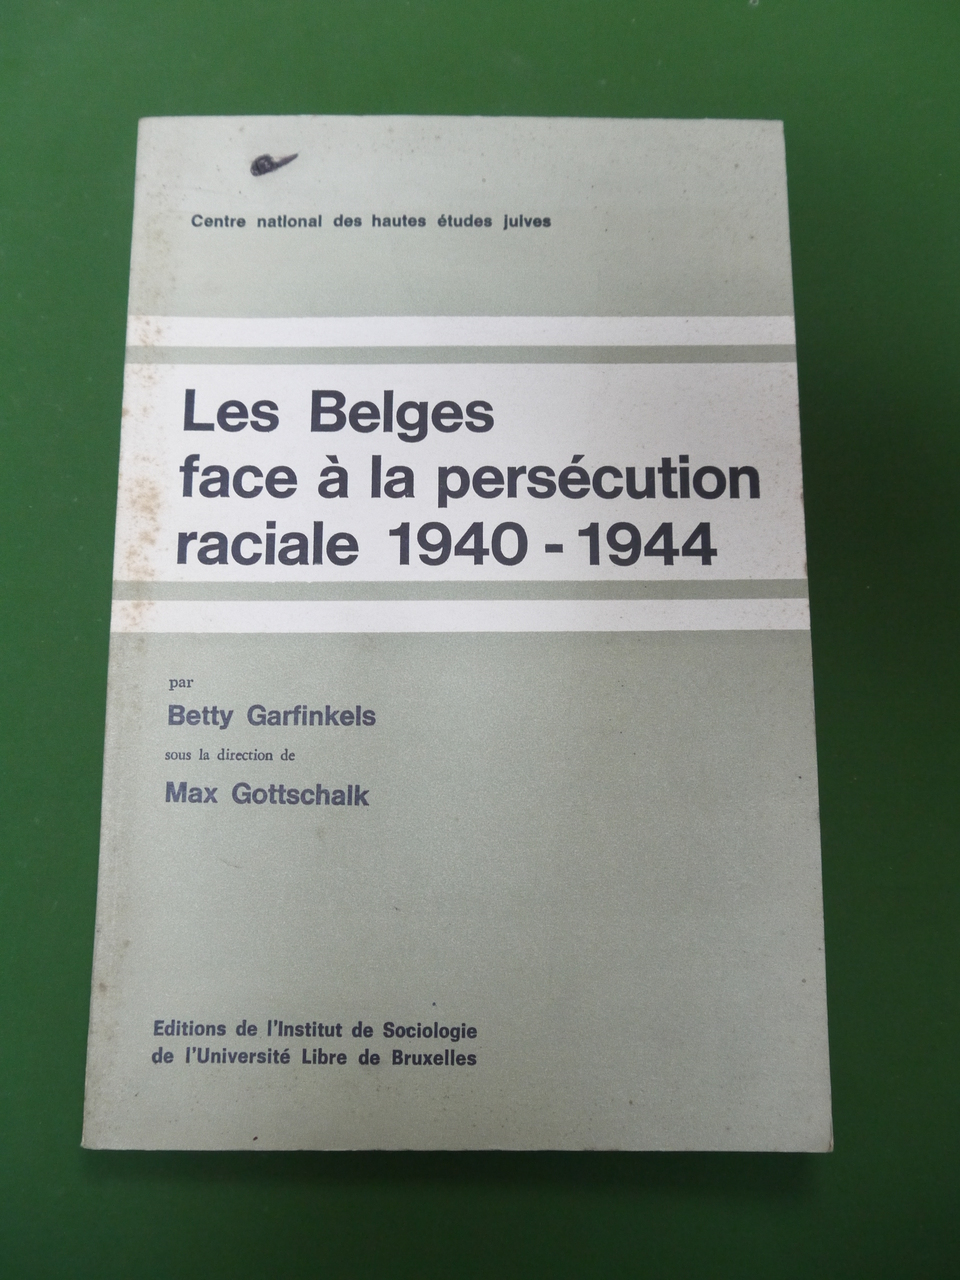 Centre national des hautes études juives
Les Belges
face à la persécution
raciale 1940 - 1944
par
Betty Garfinkels
sous la direction de
Max Gottschalk
Editions de l'Institut de Sociologie
de l'Université Libre de Bruxelles